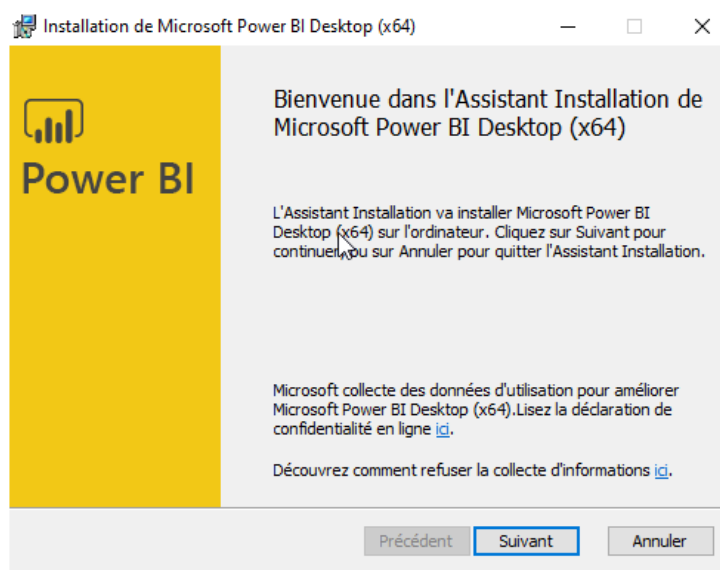 Installation de Microsoft Power BI Desktop (x64)
Power BI
Bienvenue dans l'Assistant Installation de
Microsoft Power BI Desktop (x64)
L'Assistant Installation va installer Microsoft Power BI
Desktop (x64) sur l'ordinateur. Cliquez sur Suivant pour
continuer ou sur Annuler pour quitter l'Assistant Installation.
Microsoft collecte des données d'utilisation pour améliorer
Microsoft Power BI Desktop (x64).Lisez la déclaration de
confidentialité en ligne ici.
Découvrez comment refuser la collecte d'informations ici.
Précédent
Suivant
Annuler